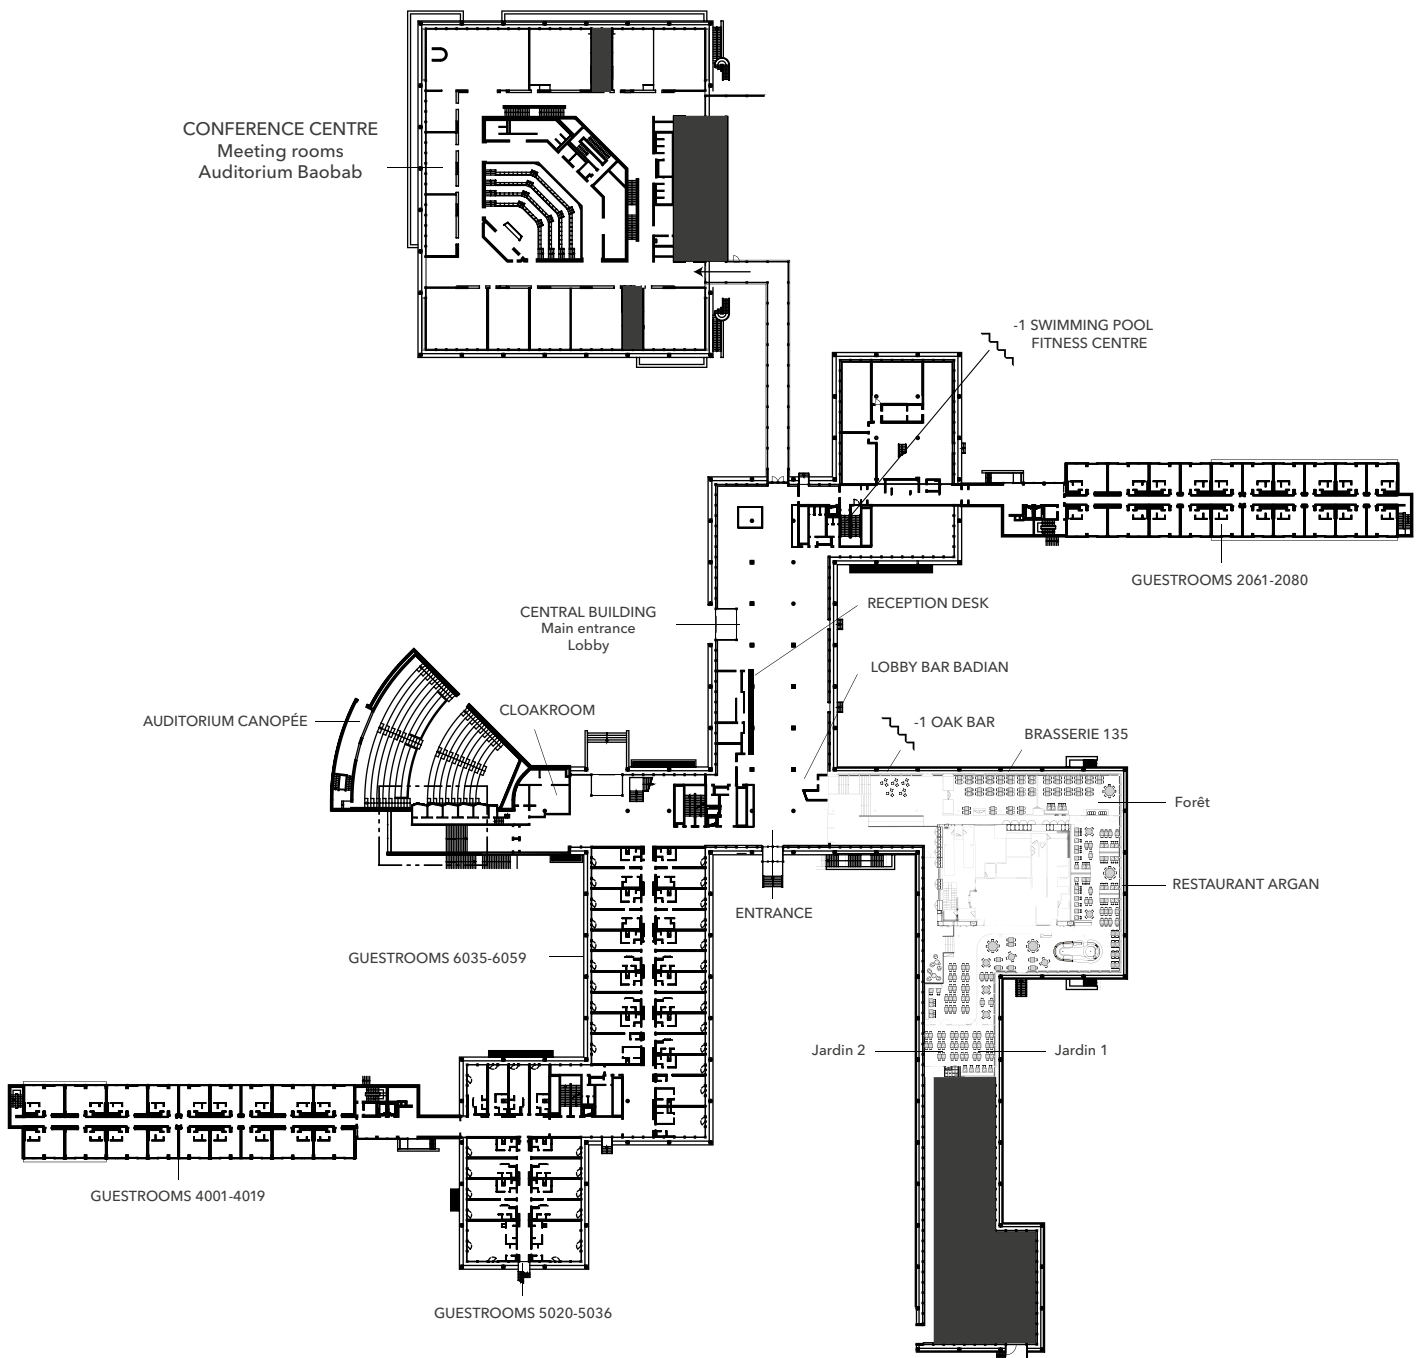 CONFERENCE CENTRE
Meeting rooms
Auditorium Baobab
-1 SWIMMING POOL
FITNESS CENTRE
GUESTROOMS 2061-2080
RECEPTION DESK
CENTRAL BUILDING
Main entrance
Lobby
LOBBY BAR BADIAN
CLOAKROOM
AUDITORIUM CANOPÉE
-1 OAK BAR
BRASSERIE 135
Forêt
RESTAURANT ARGAN
ENTRANCE
GUESTROOMS 6035-6059
Jardin 2
Jardin 1
GUESTROOMS 4001-4019
GUESTROOMS 5020-5036